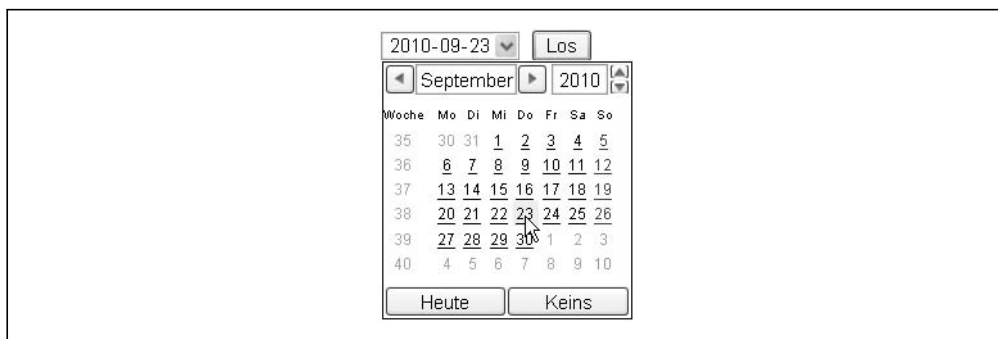 2010-09-23 Los
September 2010
Woche Mo Di Mi Do Fr Sa So
35 30 31 1 2 3 4 5
36 6 7 8 9 10 11 12
37 13 14 15 16 17 18 19
38 20 21 22 23 24 25 26
39 27 28 29 30 1 2 3
40 4 5 6 7 8 9 10
Heute Keins